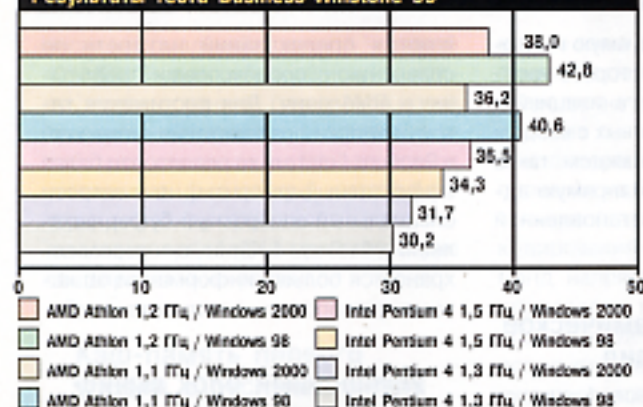 Результаты теста Business Winstone
38,0
42,8
36,2
40,6
36,5
34,3
31,7
30,2
0 10 20 30 40 50
AMD Athlon 1,2 ГГц / Windows 2000
AMD Athlon 1,2 ГГц / Windows 98
AMD Athlon 1,1 ГГц / Windows 2000
AMD Athlon 1,1 ГГц / Windows 98
Intel Pentium 4 1,5 ГГц / Windows 2000
Intel Pentium 4 1,5 ГГц / Windows 98
Intel Pentium 4 1,3 ГГц / Windows 2000
Intel Pentium 4 1,3 ГГц / Windows 98